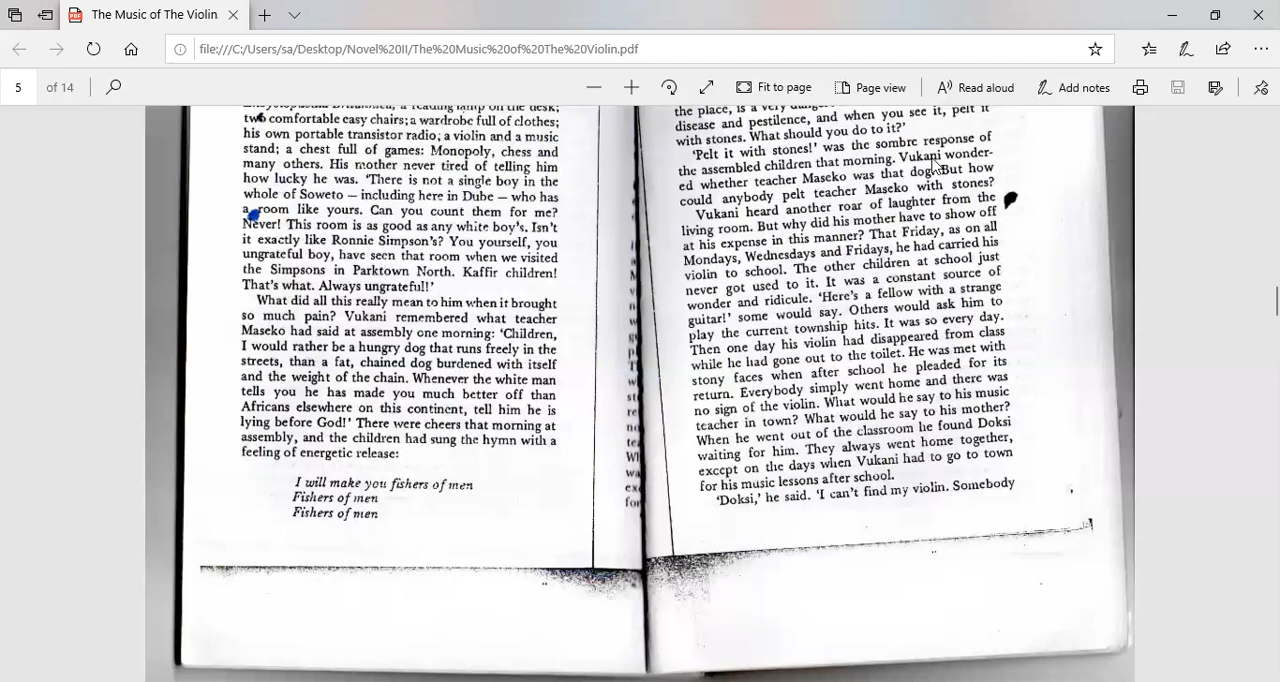 The Music of The Violin
file:///C:/Users/sa/Desktop/Novel%20II/The%20Music%20of%20The%20Violin.pdf
5 of 14
Fit to page
Page view
Read aloud
Add notes
a reading lamp on the desk;
two comfortable easy chairs; a wardrobe full of clothes;
his own portable transistor radio; a violin and a music
stand; a chest full of games: Monopoly, chess and
many others. His mother never tired of telling him
how lucky he was. 'There is not a single boy in the
whole of Soweto — including here in Dube — who has
a room like yours. Can you count them for me?
Never! This room is as good as any white boy's. Isn't
it exactly like Ronnie Simpson's? You yourself, you
ungrateful boy, have seen that room when we visited
the Simpsons in Parktown North. Kaffir children!
That's what. Always ungrateful!'
What did all this really mean to him when it brought
so much pain? Vukani remembered what teacher
Maseko had said at assembly one morning: 'Children,
I would rather be a hungry dog that runs freely in the
streets, than a fat, chained dog burdened with itself
and the weight of the chain. Whenever the white man
tells you he has made you much better off than
Africans elsewhere on this continent, tell him he is
lying before God!' There were cheers that morning at
assembly, and the children had sung the hymn with a
feeling of energetic release:
I will make you fishers of men
Fishers of men
Fishers of men
the place, is a very
disease and pestilence, and when you see it, pelt it
with stones. What should you do to it?'
'Pelt it with stones!' was the sombre response of
the assembled children that morning. Vukani wonder-
ed whether teacher Maseko was that dog. But how
could anybody pelt teacher Maseko with stones?
Vukani heard another roar of laughter from the
living room. But why did his mother have to show off
at his expense in this manner? That Friday, as on all
Mondays, Wednesdays and Fridays, he had carried his
violin to school. The other children at school just
never got used to it. It was a constant source of
wonder and ridicule. 'Here's a fellow with a strange
guitar!' some would say. Others would ask him to
play the current township hits. It was so every day.
Then one day his violin had disappeared from class
while he had gone out to the toilet. He was met with
stony faces when after school he pleaded for its
return. Everybody simply went home and there was
no sign of the violin. What would he say to his music
teacher in town? What would he say to his mother?
When he went out of the classroom he found Doksi
waiting for him. They always went home together,
except on the days when Vukani had to go to town
for his music lessons after school.
'Doksi,' he said. 'I can't find my violin. Somebody